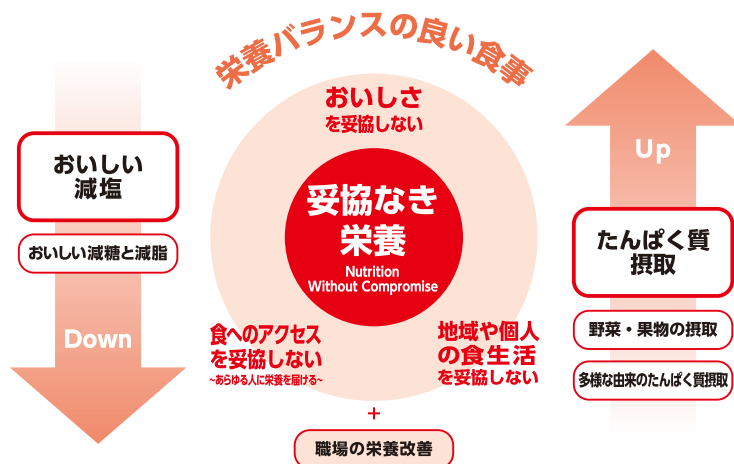 栄養バランスの良い食事
おいしさ
を妥協しない
妥協なき
栄養
Nutrition
Without Compromise
食へのアクセス
を妥協しない
~あらゆる人に栄養を届ける~
地域や個人
の食生活
を妥協しない
+
職場の栄養改善
おいしい
減塩
おいしい減糖と減脂
Down
Up
たんぱく質
摂取
野菜・果物の摂取
多様な由来のたんぱく質摂取